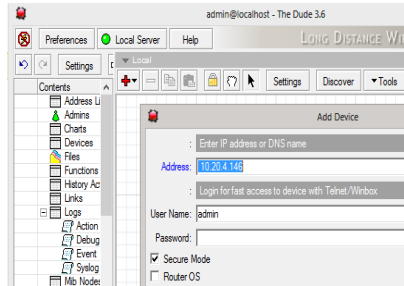 admin@localhost - The Dude 3.6
Preferences Local Server Help LONG DISTANCE WI
Settings
Local
Settings Discover Tools
Contents
Address Li
Admins
Charts
Devices
Files
Functions
History Ac
Links
Logs
Action
Debug
Event
Syslog
Mib Nodes
Add Device
: Enter IP address or DNS name
Address: 10.20.4.146
: Login for fast access to device with Telnet/Winbox
User Name: admin
Password:
Secure Mode
Router OS